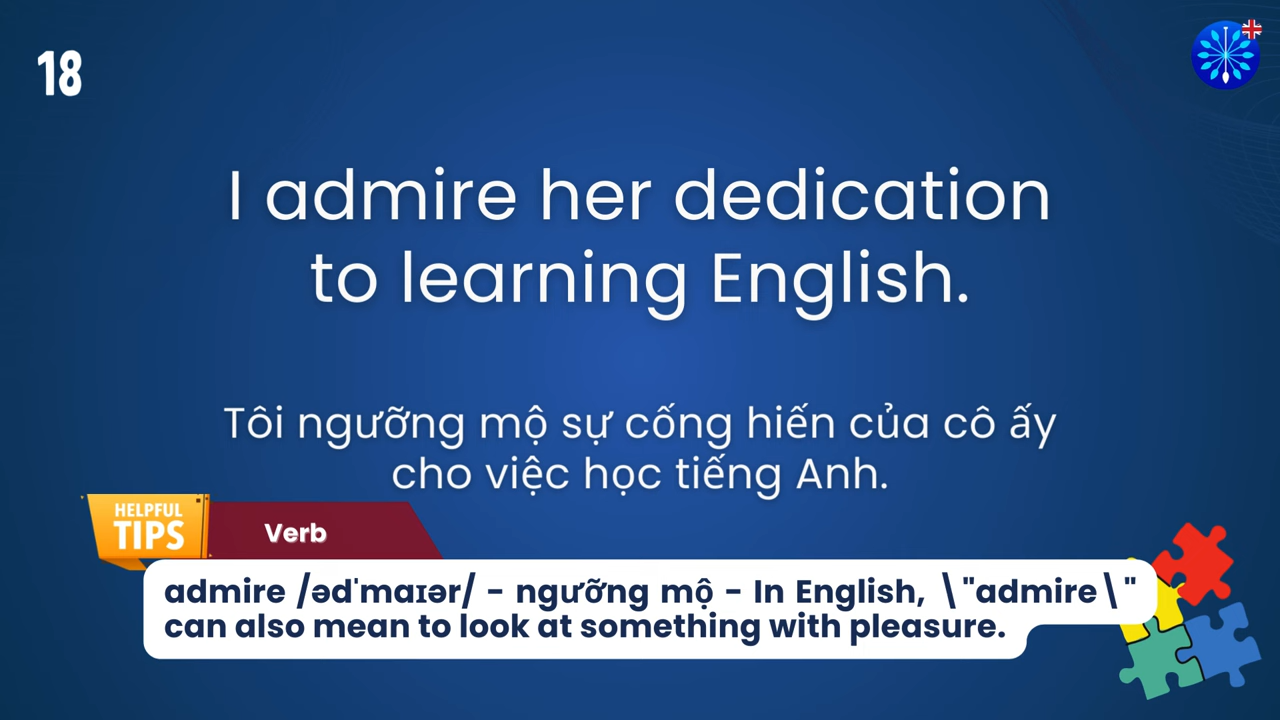 18
I admire her dedication
to learning English.
Tôi ngưỡng mộ sự cống hiến của cô ấy
cho việc học tiếng Anh.
HELPFUL
TIPS
Verb
admire /ədˈmaɪər/ - ngưỡng mộ - In English, \"admire\"
can also mean to look at something with pleasure.